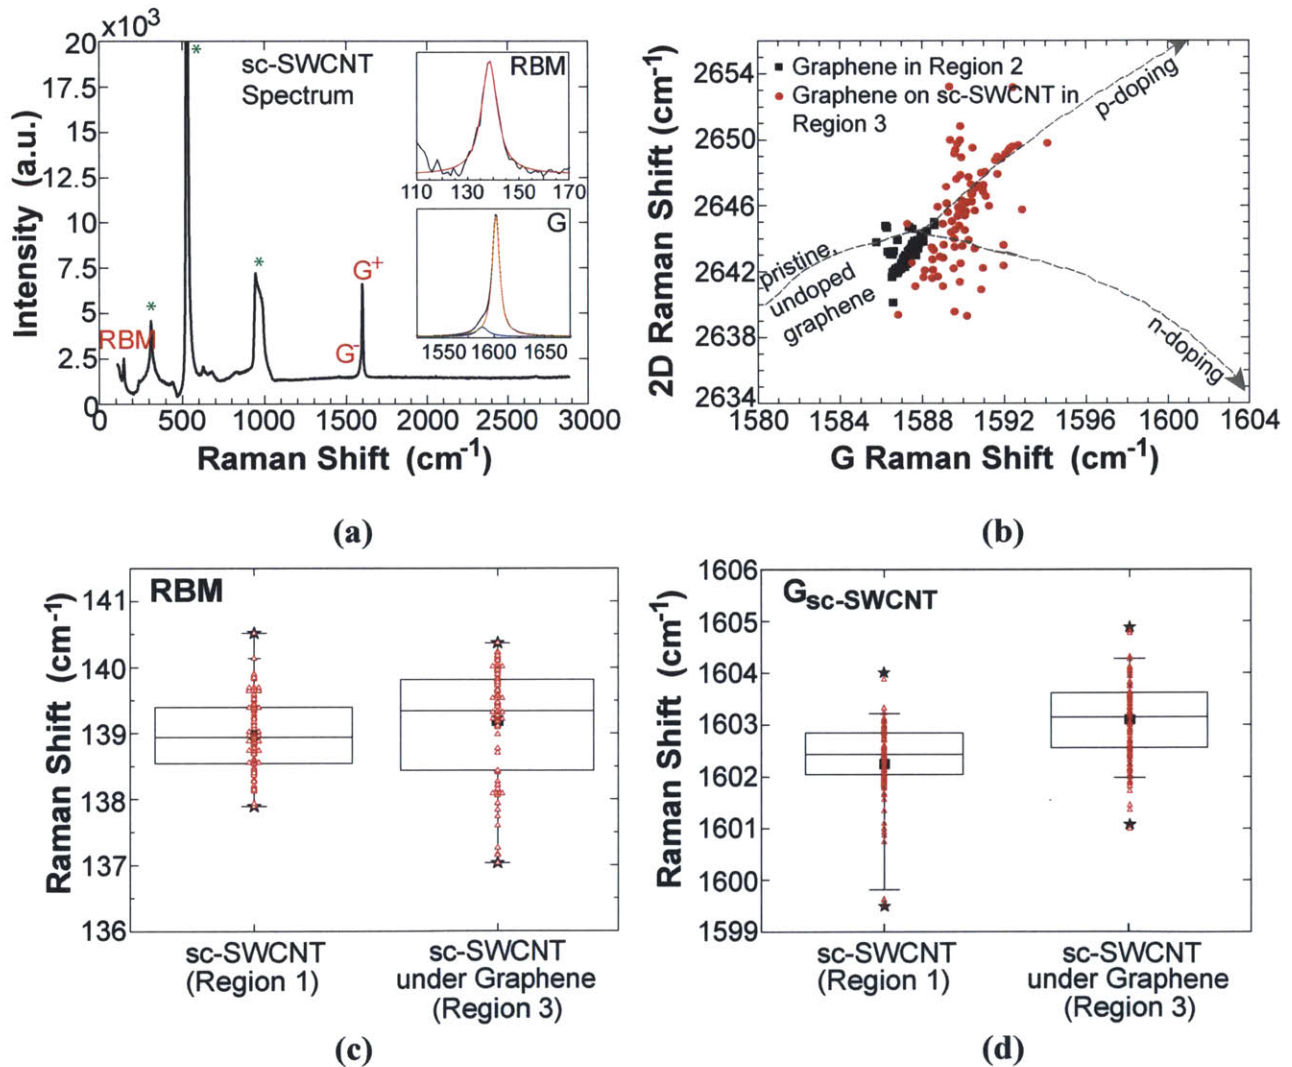 ×10³
20
17.5
15
12.5
10
7.5
5
2.5
0
Intensity (a.u.)
sc-SWCNT
Spectrum
*
*
*
RBM
G⁺
G⁻
RBM
110 130 150 170
G
1550 1600 1650
0 500 1000 1500 2000 2500 3000
Raman Shift (cm⁻¹)
(a)
2654
2650
2646
2642
2638
2634
2D Raman Shift (cm⁻¹)
Graphene in Region 2
Graphene on sc-SWCNT in
Region 3
p-doping
pristine,
undoped
graphene
n-doping
1580 1584 1588 1592 1596 1600 1604
G Raman Shift (cm⁻¹)
(b)
RBM
141
140
139
138
137
136
Raman Shift (cm⁻¹)
sc-SWCNT
(Region 1)
sc-SWCNT
under Graphene
(Region 3)
(c)
Gsc-SWCNT
1606
1605
1604
1603
1602
1601
1600
1599
Raman Shift (cm⁻¹)
sc-SWCNT
(Region 1)
sc-SWCNT
under Graphene
(Region 3)
(d)